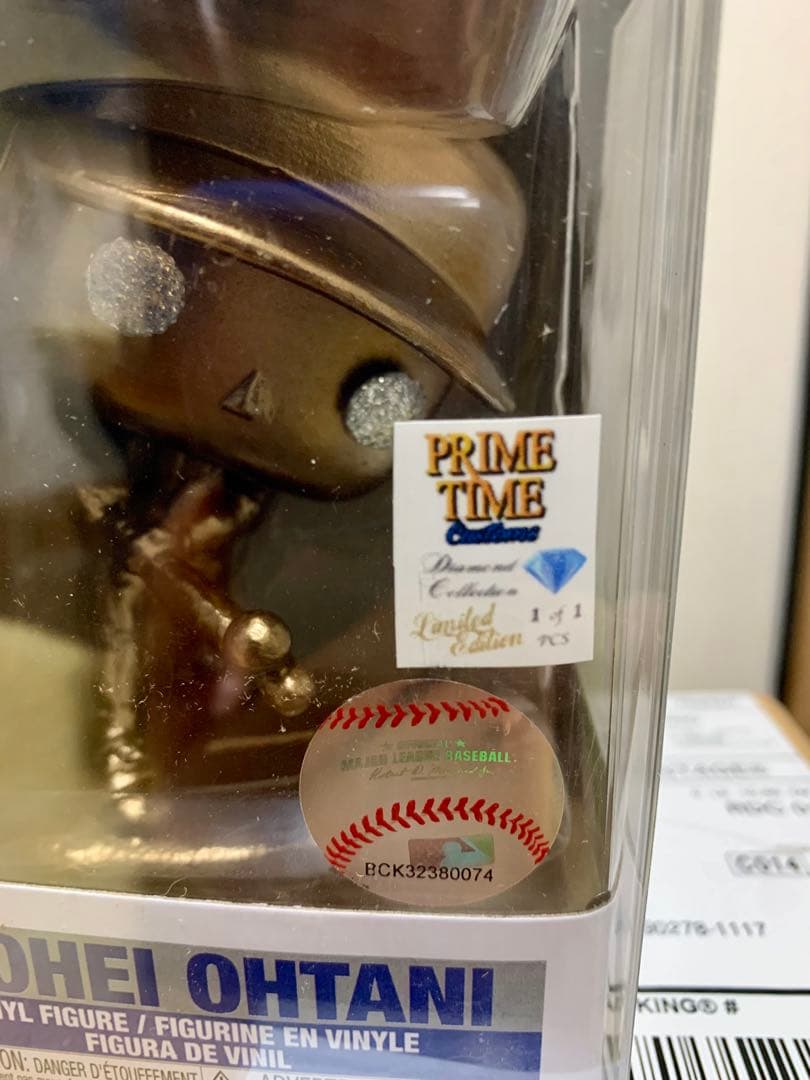 PRIME
TIME
Customs
Diamond
Collection
Limited
Edition
1 of 1
PCS
OFFICIAL
MAJOR LEAGUE BASEBALL
BCK32380074
OHEI OHTANI
YL FIGURE / FIGURINE EN VINYLE
FIGURA DE VINIL
ON: DANGER D'ÉTOUFFEMENT
C014
90278-1117
KING® #